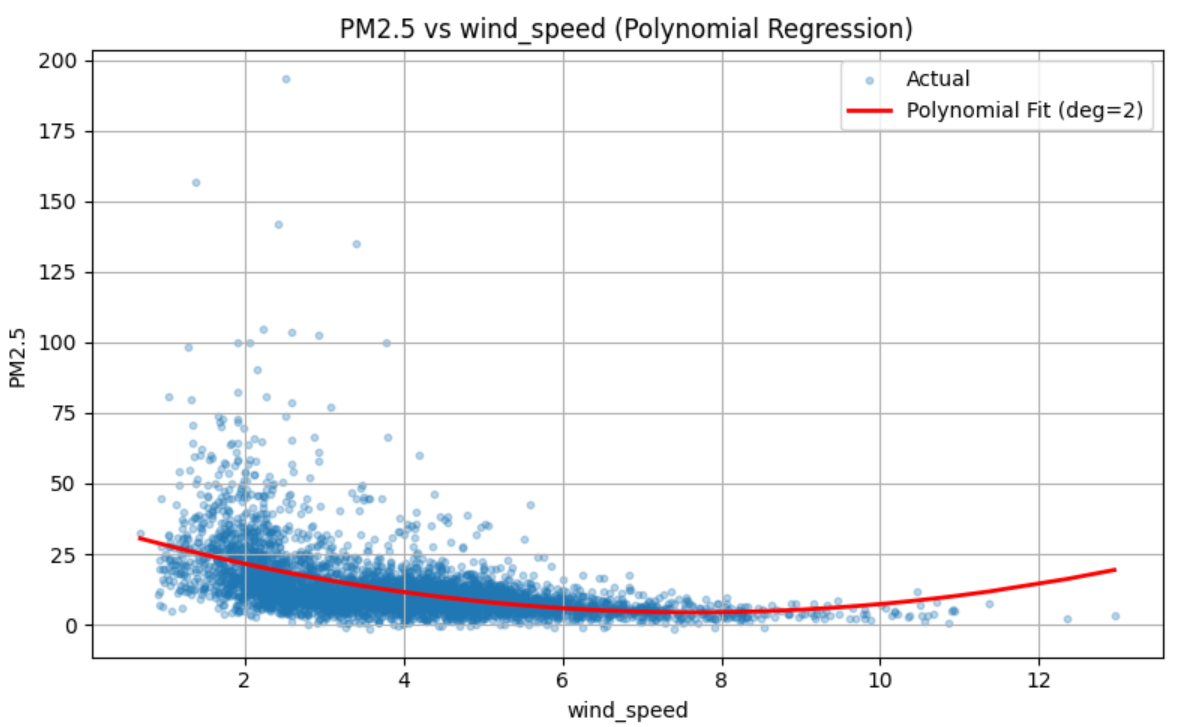 PM2.5 vs wind_speed (Polynomial Regression)
Actual
Polynomial Fit (deg=2)
PM2.5
200
175
150
125
100
75
50
25
0
2 4 6 8 10 12
wind_speed